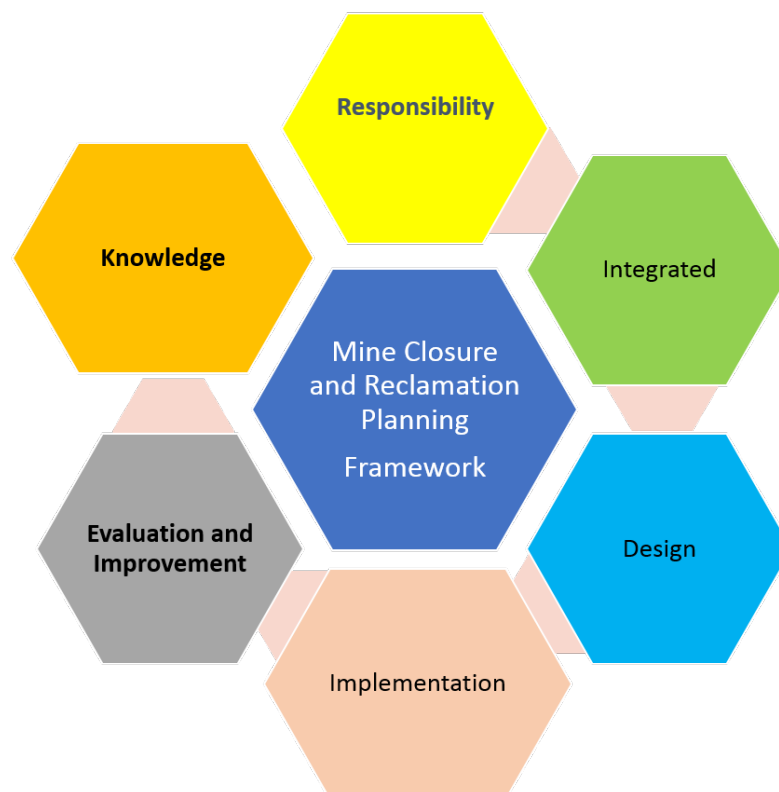 Responsibility
Knowledge
Integrated
Mine Closure
and Reclamation
Planning
Framework
Evaluation and
Improvement
Design
Implementation